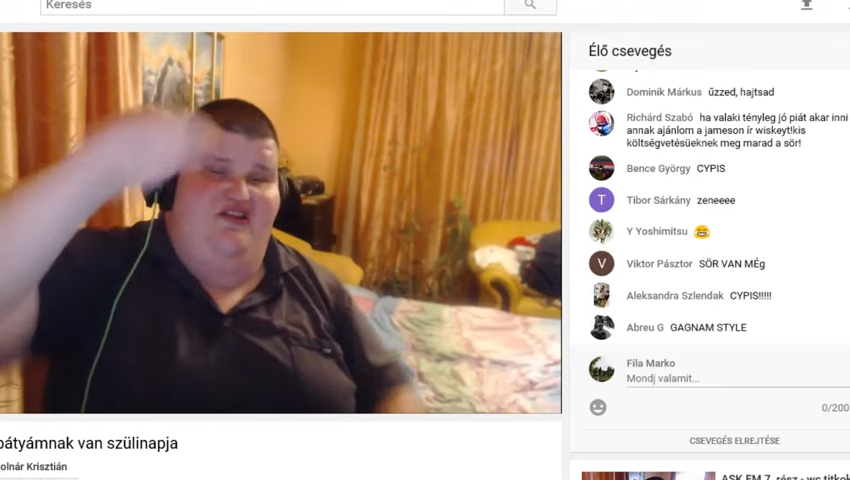 Keresés
Élő csevegés
Dominik Márkus űzzed, hajtsad
Richárd Szabó ha valaki tényleg jó piát akar inni
annak ajánlom a jameson ír wiskeyt!kis
költségvetésüeknek meg marad a sör!
Bence György CYPIS
Tibor Sárkány zeneeee
Y Yoshimitsu 😂
Viktor Pásztor SÖR VAN MÉg
Aleksandra Szlendak CYPIS!!!!!
Abreu G GAGNAM STYLE
Fila Marko
Mondj valamit...
0/200
CSEVEGÉS ELREJTÉSE
bátyámnak van szülinapja
olnár Krisztián
ASK.FM 7. rész - wc titkok